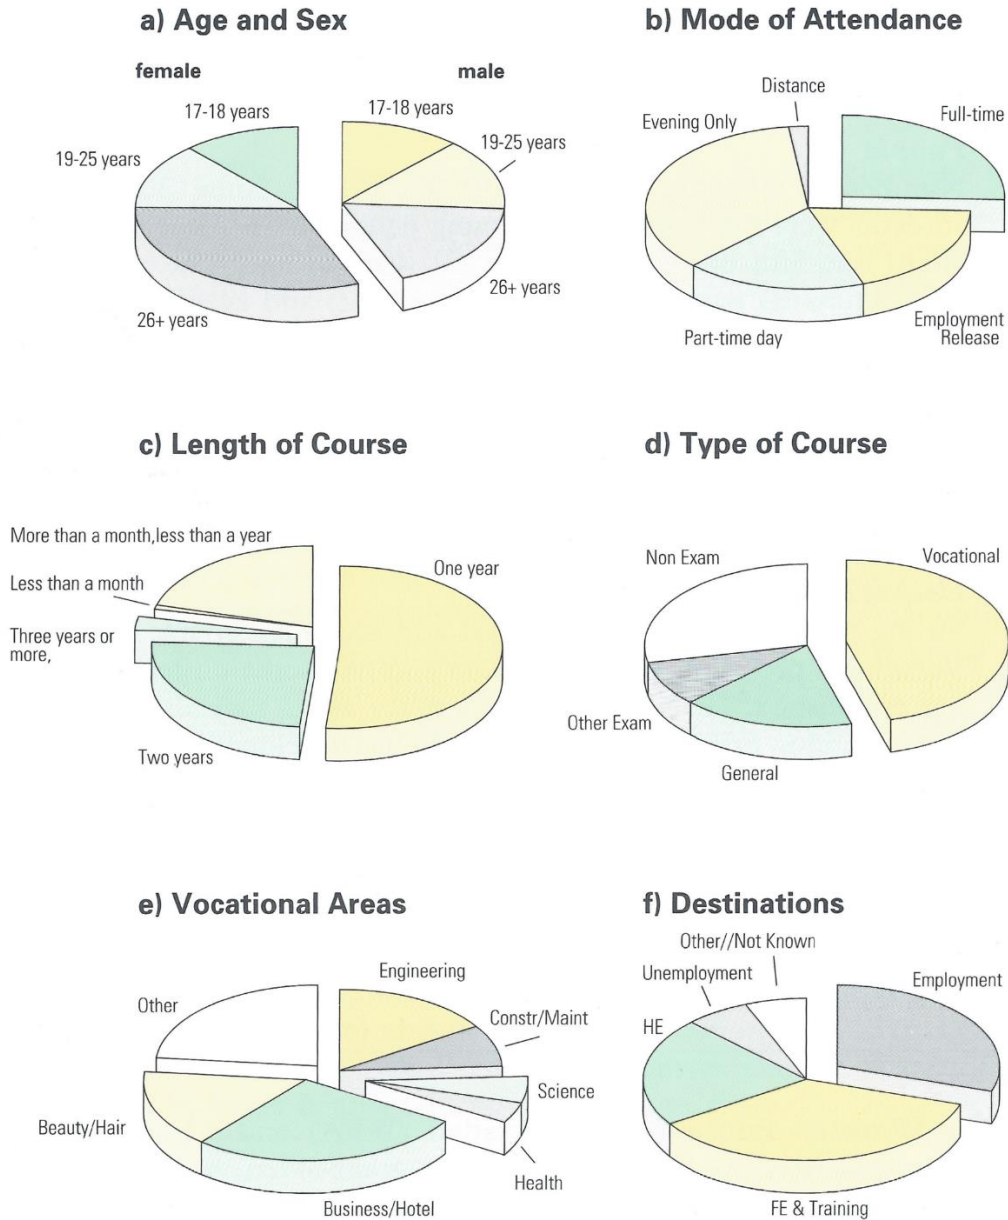 a) Age and Sex
female
male
17-18 years
17-18 years
19-25 years
19-25 years
26+ years
26+ years
b) Mode of Attendance
Distance
Full-time
Evening Only
Part-time day
Employment
Release
c) Length of Course
More than a month,less than a year
One year
Less than a month
Three years or
more,
Two years
d) Type of Course
Non Exam
Vocational
Other Exam
General
e) Vocational Areas
Engineering
Other
Constr/Maint
Science
Beauty/Hair
Health
Business/Hotel
f) Destinations
Other//Not Known
Unemployment
Employment
HE
FE & Training